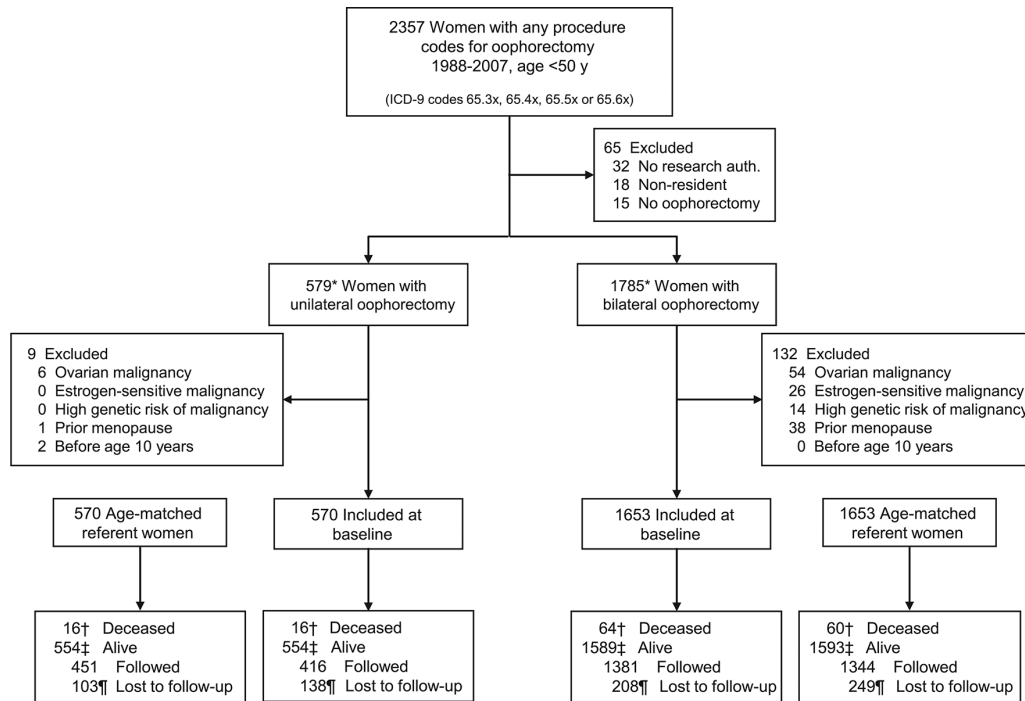 2357 Women with any procedure
codes for oophorectomy
1988-2007, age <50 y
(ICD-9 codes 65.3x, 65.4x, 65.5x or 65.6x)
65 Excluded
32 No research auth.
18 Non-resident
15 No oophorectomy
579* Women with
unilateral oophorectomy
1785* Women with
bilateral oophorectomy
9 Excluded
6 Ovarian malignancy
0 Estrogen-sensitive malignancy
0 High genetic risk of malignancy
1 Prior menopause
2 Before age 10 years
132 Excluded
54 Ovarian malignancy
26 Estrogen-sensitive malignancy
14 High genetic risk of malignancy
38 Prior menopause
0 Before age 10 years
570 Age-matched
referent women
570 Included at
baseline
1653 Included at
baseline
1653 Age-matched
referent women
16† Deceased
554‡ Alive
451 Followed
103¶ Lost to follow-up
16† Deceased
554‡ Alive
416 Followed
138¶ Lost to follow-up
64† Deceased
1589‡ Alive
1381 Followed
208¶ Lost to follow-up
60† Deceased
1593‡ Alive
1344 Followed
249¶ Lost to follow-up